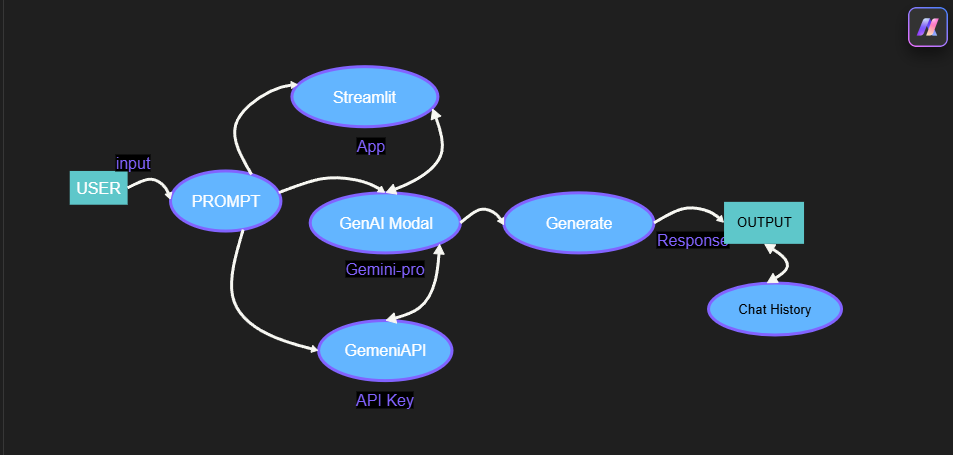 Streamlit
App
input
USER
PROMPT
GenAI Modal
Gemini-pro
Generate
Response
OUTPUT
Chat History
GemeniAPI
API Key